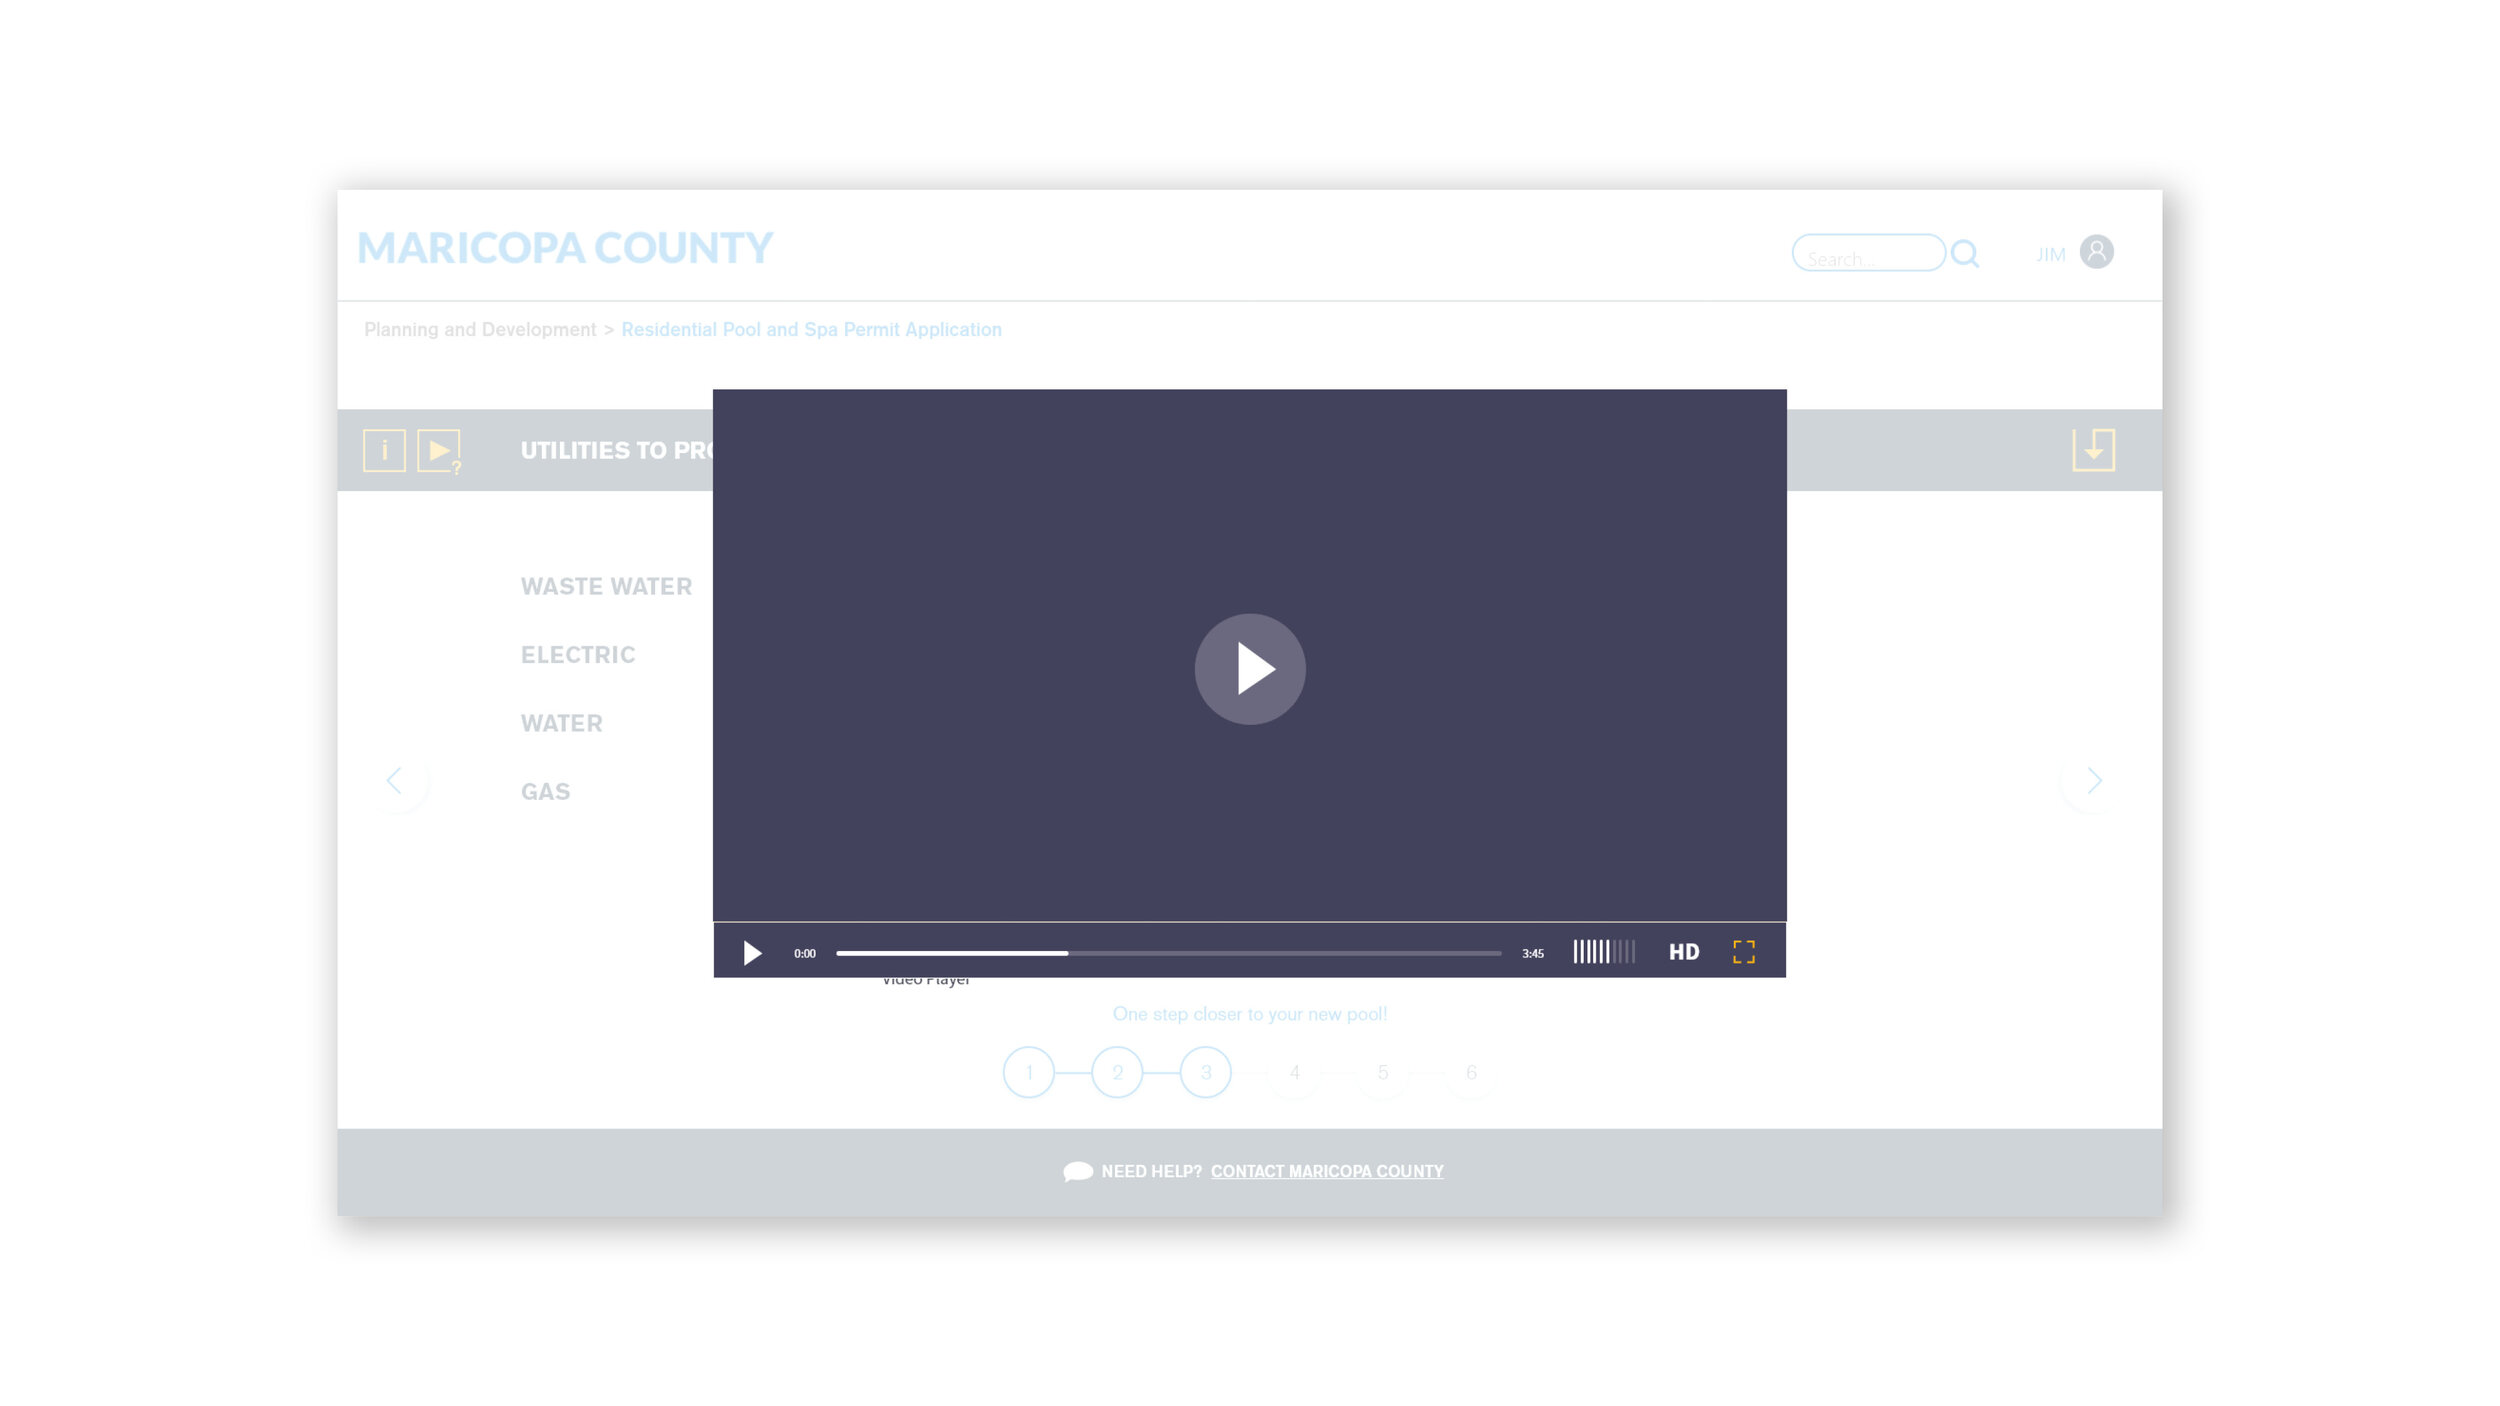 MARICOPA COUNTY
Search...
JIM
Planning and Development > Residential Pool and Spa Permit Application
i
?
UTILITIES TO PRO
WASTE WATER
ELECTRIC
WATER
GAS
0:00
3:45
HD
Video Player
One step closer to your new pool!
1 2 3 4 5 6
NEED HELP? CONTACT MARICOPA COUNTY